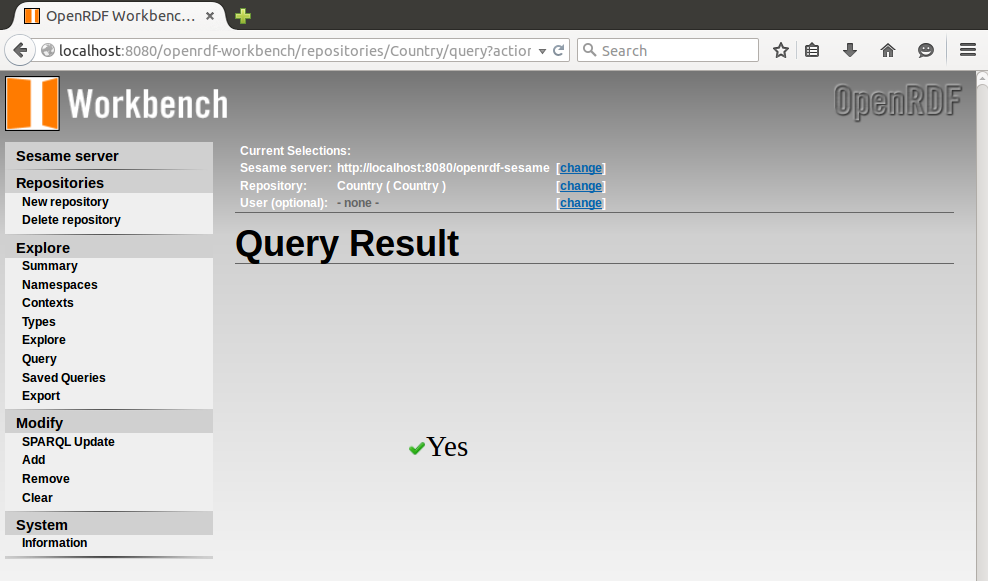 OpenRDF Workbenc...
localhost:8080/openrdf-workbench/repositories/Country/query?action
Search
Workbench
OpenRDF
Sesame server
Repositories
New repository
Delete repository
Explore
Summary
Namespaces
Contexts
Types
Explore
Query
Saved Queries
Export
Modify
SPARQL Update
Add
Remove
Clear
System
Information
Current Selections:
Sesame server: http://localhost:8080/openrdf-sesame [change]
Repository: Country ( Country ) [change]
User (optional): - none - [change]
Query Result
Yes